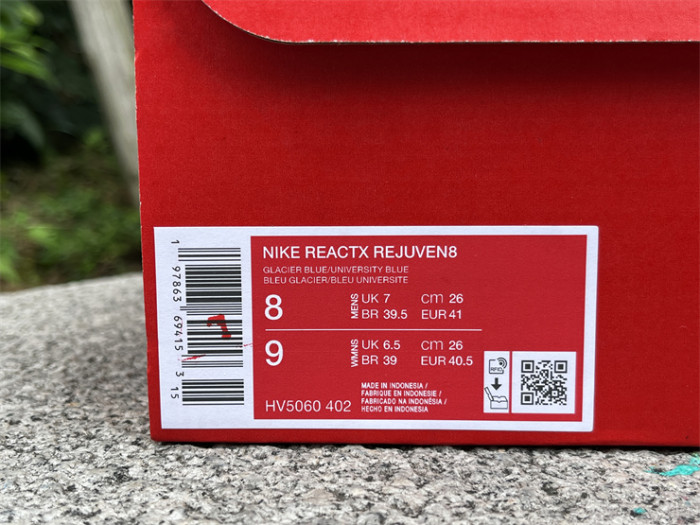 NIKE REACTX REJUVEN8
GLACIER BLUE/UNIVERSITY BLUE
BLEU GLACIER/BLEU UNIVERSITE
8 MENS UK 7 cm 26
BR 39.5 EUR 41
9 WMNS UK 6.5 cm 26
BR 39 EUR 40.5
MADE IN INDONESIA /
FABRIQUE EN INDONESIE /
FABRICADO NA INDONÉSIA /
HECHO EN INDONESIA
HV5060 402
1 97863 69415 3 15
RFID